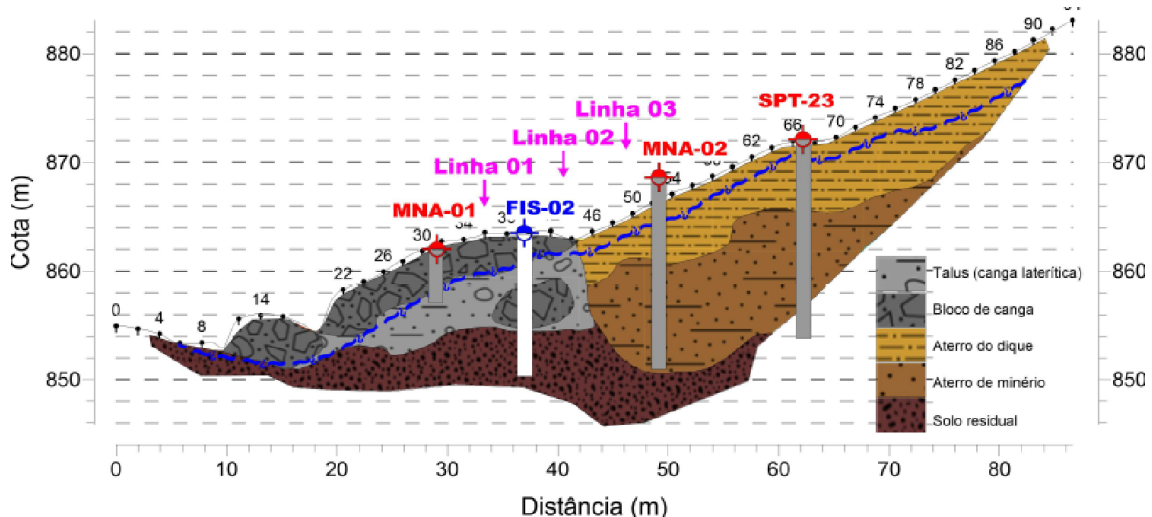 880
870
860
850
Cota (m)
880
870
860
850
0
4
8
14
22
26
30
46
50
62
66
70
74
78
82
86
90
Linha 01
Linha 02
Linha 03
MNA-01
FIS-02
MNA-02
SPT-23
Talus (canga laterítica)
Bloco de canga
Aterro do dique
Aterro de minério
Solo residual
0 10 20 30 40 50 60 70 80
Distância (m)